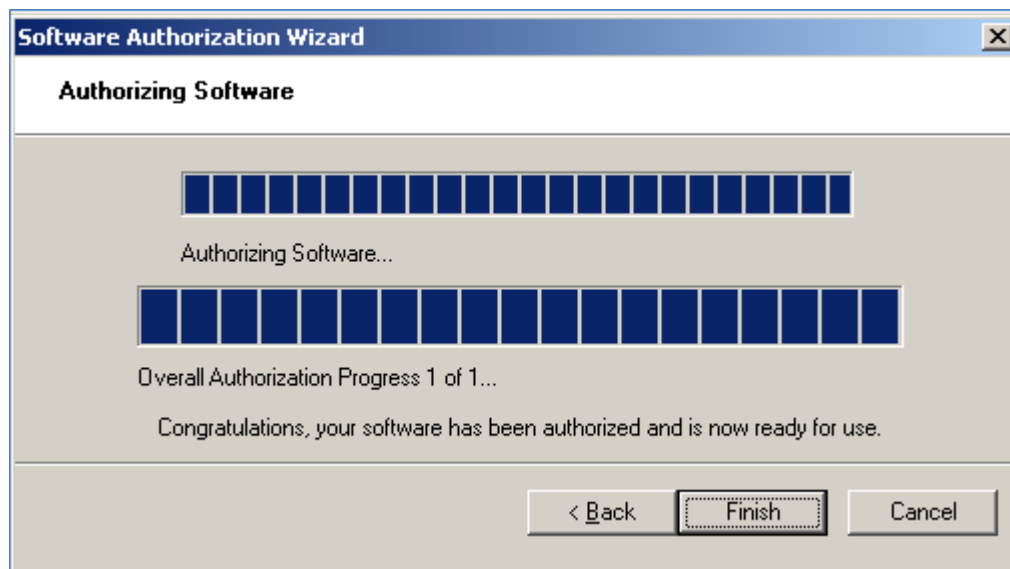 Software Authorization Wizard
Authorizing Software
Authorizing Software...
Overall Authorization Progress 1 of 1...
Congratulations, your software has been authorized and is now ready for use.
< Back Finish Cancel